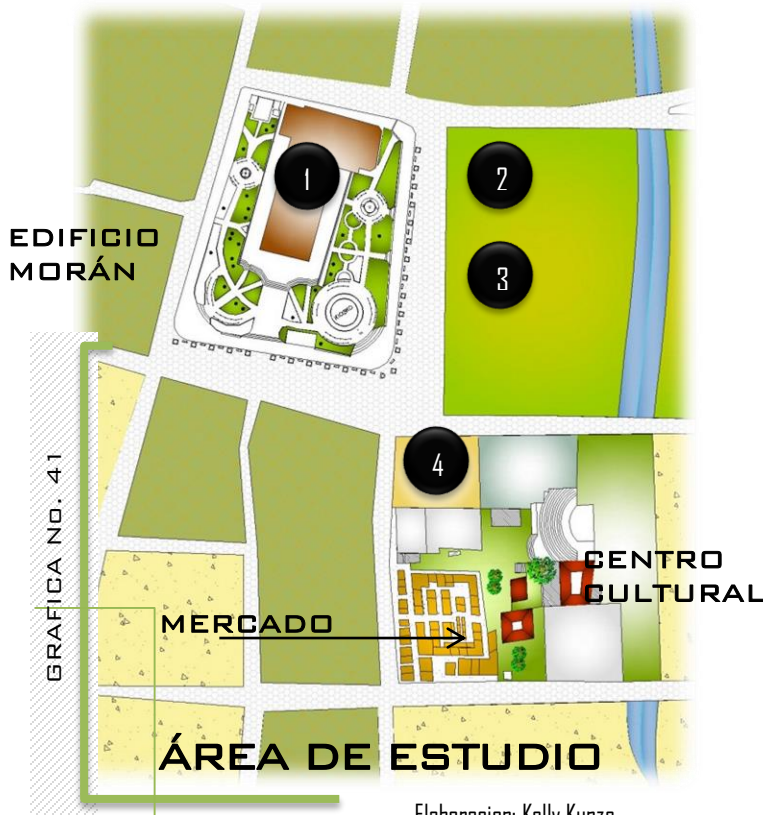 1
2
3
EDIFICIO
MORÁN
4
GRAFICA No. 41
CENTRO
CULTURAL
MERCADO
ÁREA DE ESTUDIO